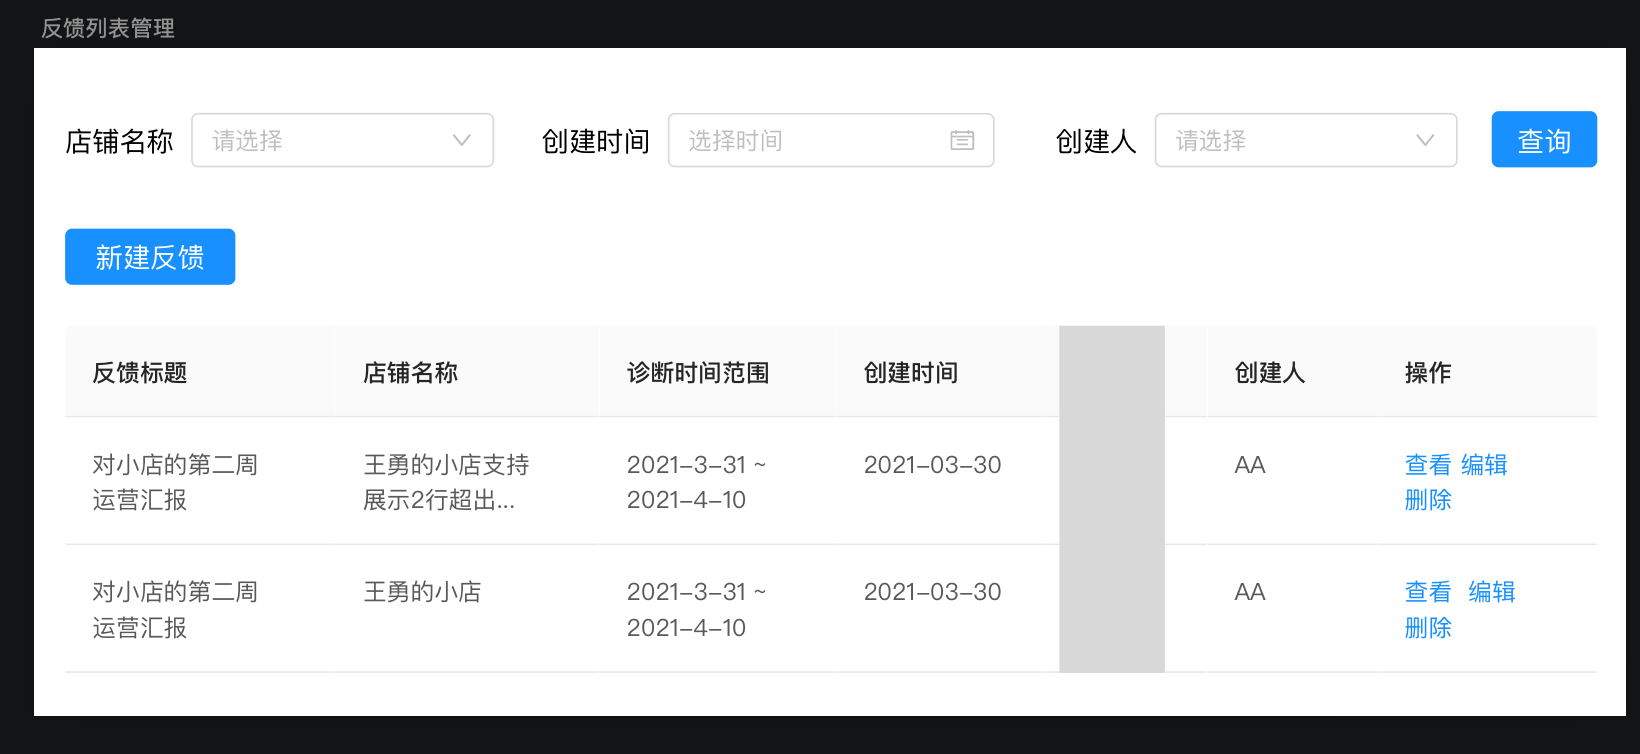 反馈列表管理
店铺名称 请选择 创建时间 选择时间 创建人 请选择 查询
新建反馈
反馈标题 店铺名称 诊断时间范围 创建时间 创建人 操作
对小店的第二周 王勇的小店支持 2021-3-31 ~ 2021-03-30 AA 查看 编辑
运营汇报 展示2行超出... 2021-4-10 删除
对小店的第二周 王勇的小店 2021-3-31 ~ 2021-03-30 AA 查看 编辑
运营汇报 2021-4-10 删除